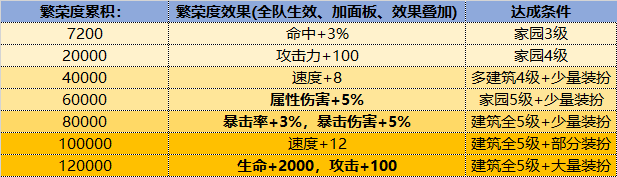 繁荣度累积： 繁荣度效果(全队生效、加面板、效果叠加) 达成条件
7200 命中+3% 家园3级
20000 攻击力+100 家园4级
40000 速度+8 多建筑4级+少量装扮
60000 属性伤害+5% 家园5级+少量装扮
80000 暴击率+3%，暴击伤害+5% 建筑全5级+少量装扮
100000 速度+12 建筑全5级+部分装扮
120000 生命+2000，攻击+100 建筑全5级+大量装扮